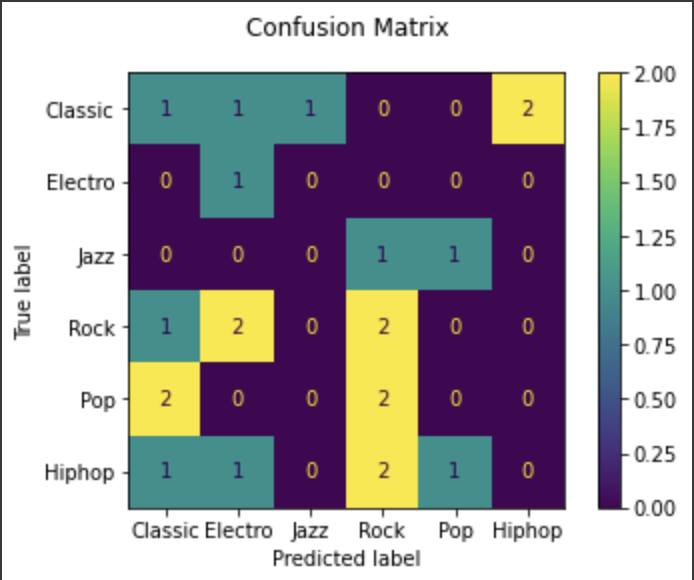 Confusion Matrix
Classic 1 1 1 0 0 2
Electro 0 1 0 0 0 0
Jazz 0 0 0 1 1 0
Rock 1 2 0 2 0 0
Pop 2 0 0 2 0 0
Hiphop 1 1 0 2 1 0
Classic Electro Jazz Rock Pop Hiphop
Predicted label
True label
2.00
1.75
1.50
1.25
1.00
0.75
0.50
0.25
0.00